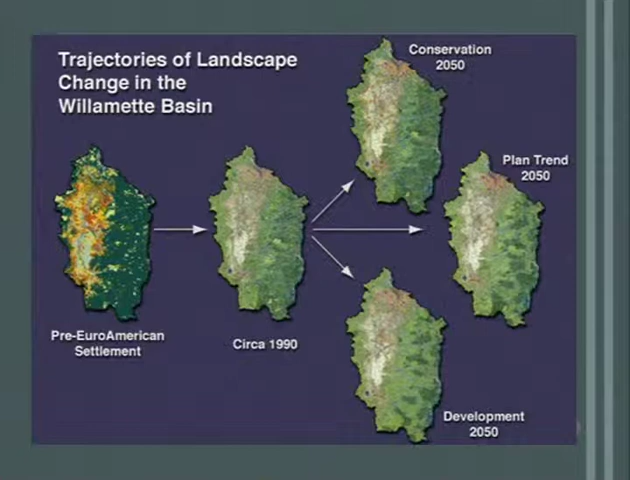 Trajectories of Landscape
Change in the
Willamette Basin
Conservation
2050
Plan Trend
2050
Pre-EuroAmerican
Settlement
Circa 1990
Development
2050